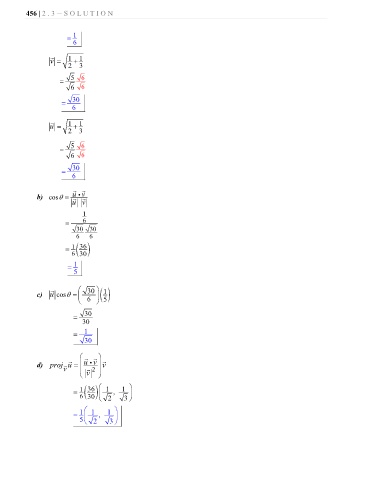 456 | 2.3–SOLUTION
= 1/6
|v⃗| = √(1/2 + 1/3)
= √5/√6 √6/√6
= √30/6
|u⃗| = √(1/2 + 1/3)
= √5/√6 √6/√6
= √30/6
b) cos θ = (u⃗ • v⃗)/(|u⃗| |v⃗|)
= (1/6)/((√30/6) (√30/6))
= 1/6 (36/30)
= 1/5
c) |u⃗| cos θ = (√30/6)(1/5)
= √30/30
= 1/√30
d) proj_v⃗ u⃗ = ((u⃗ • v⃗)/|v⃗|²) v⃗
= 1/6 (36/30)(1/√2, 1/√3)
= 1/5 (1/√2, 1/√3)